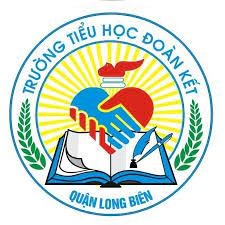 TRƯỜNG TIỂU HỌC ĐOÀN KẾT
QUẬN LONG BIÊN